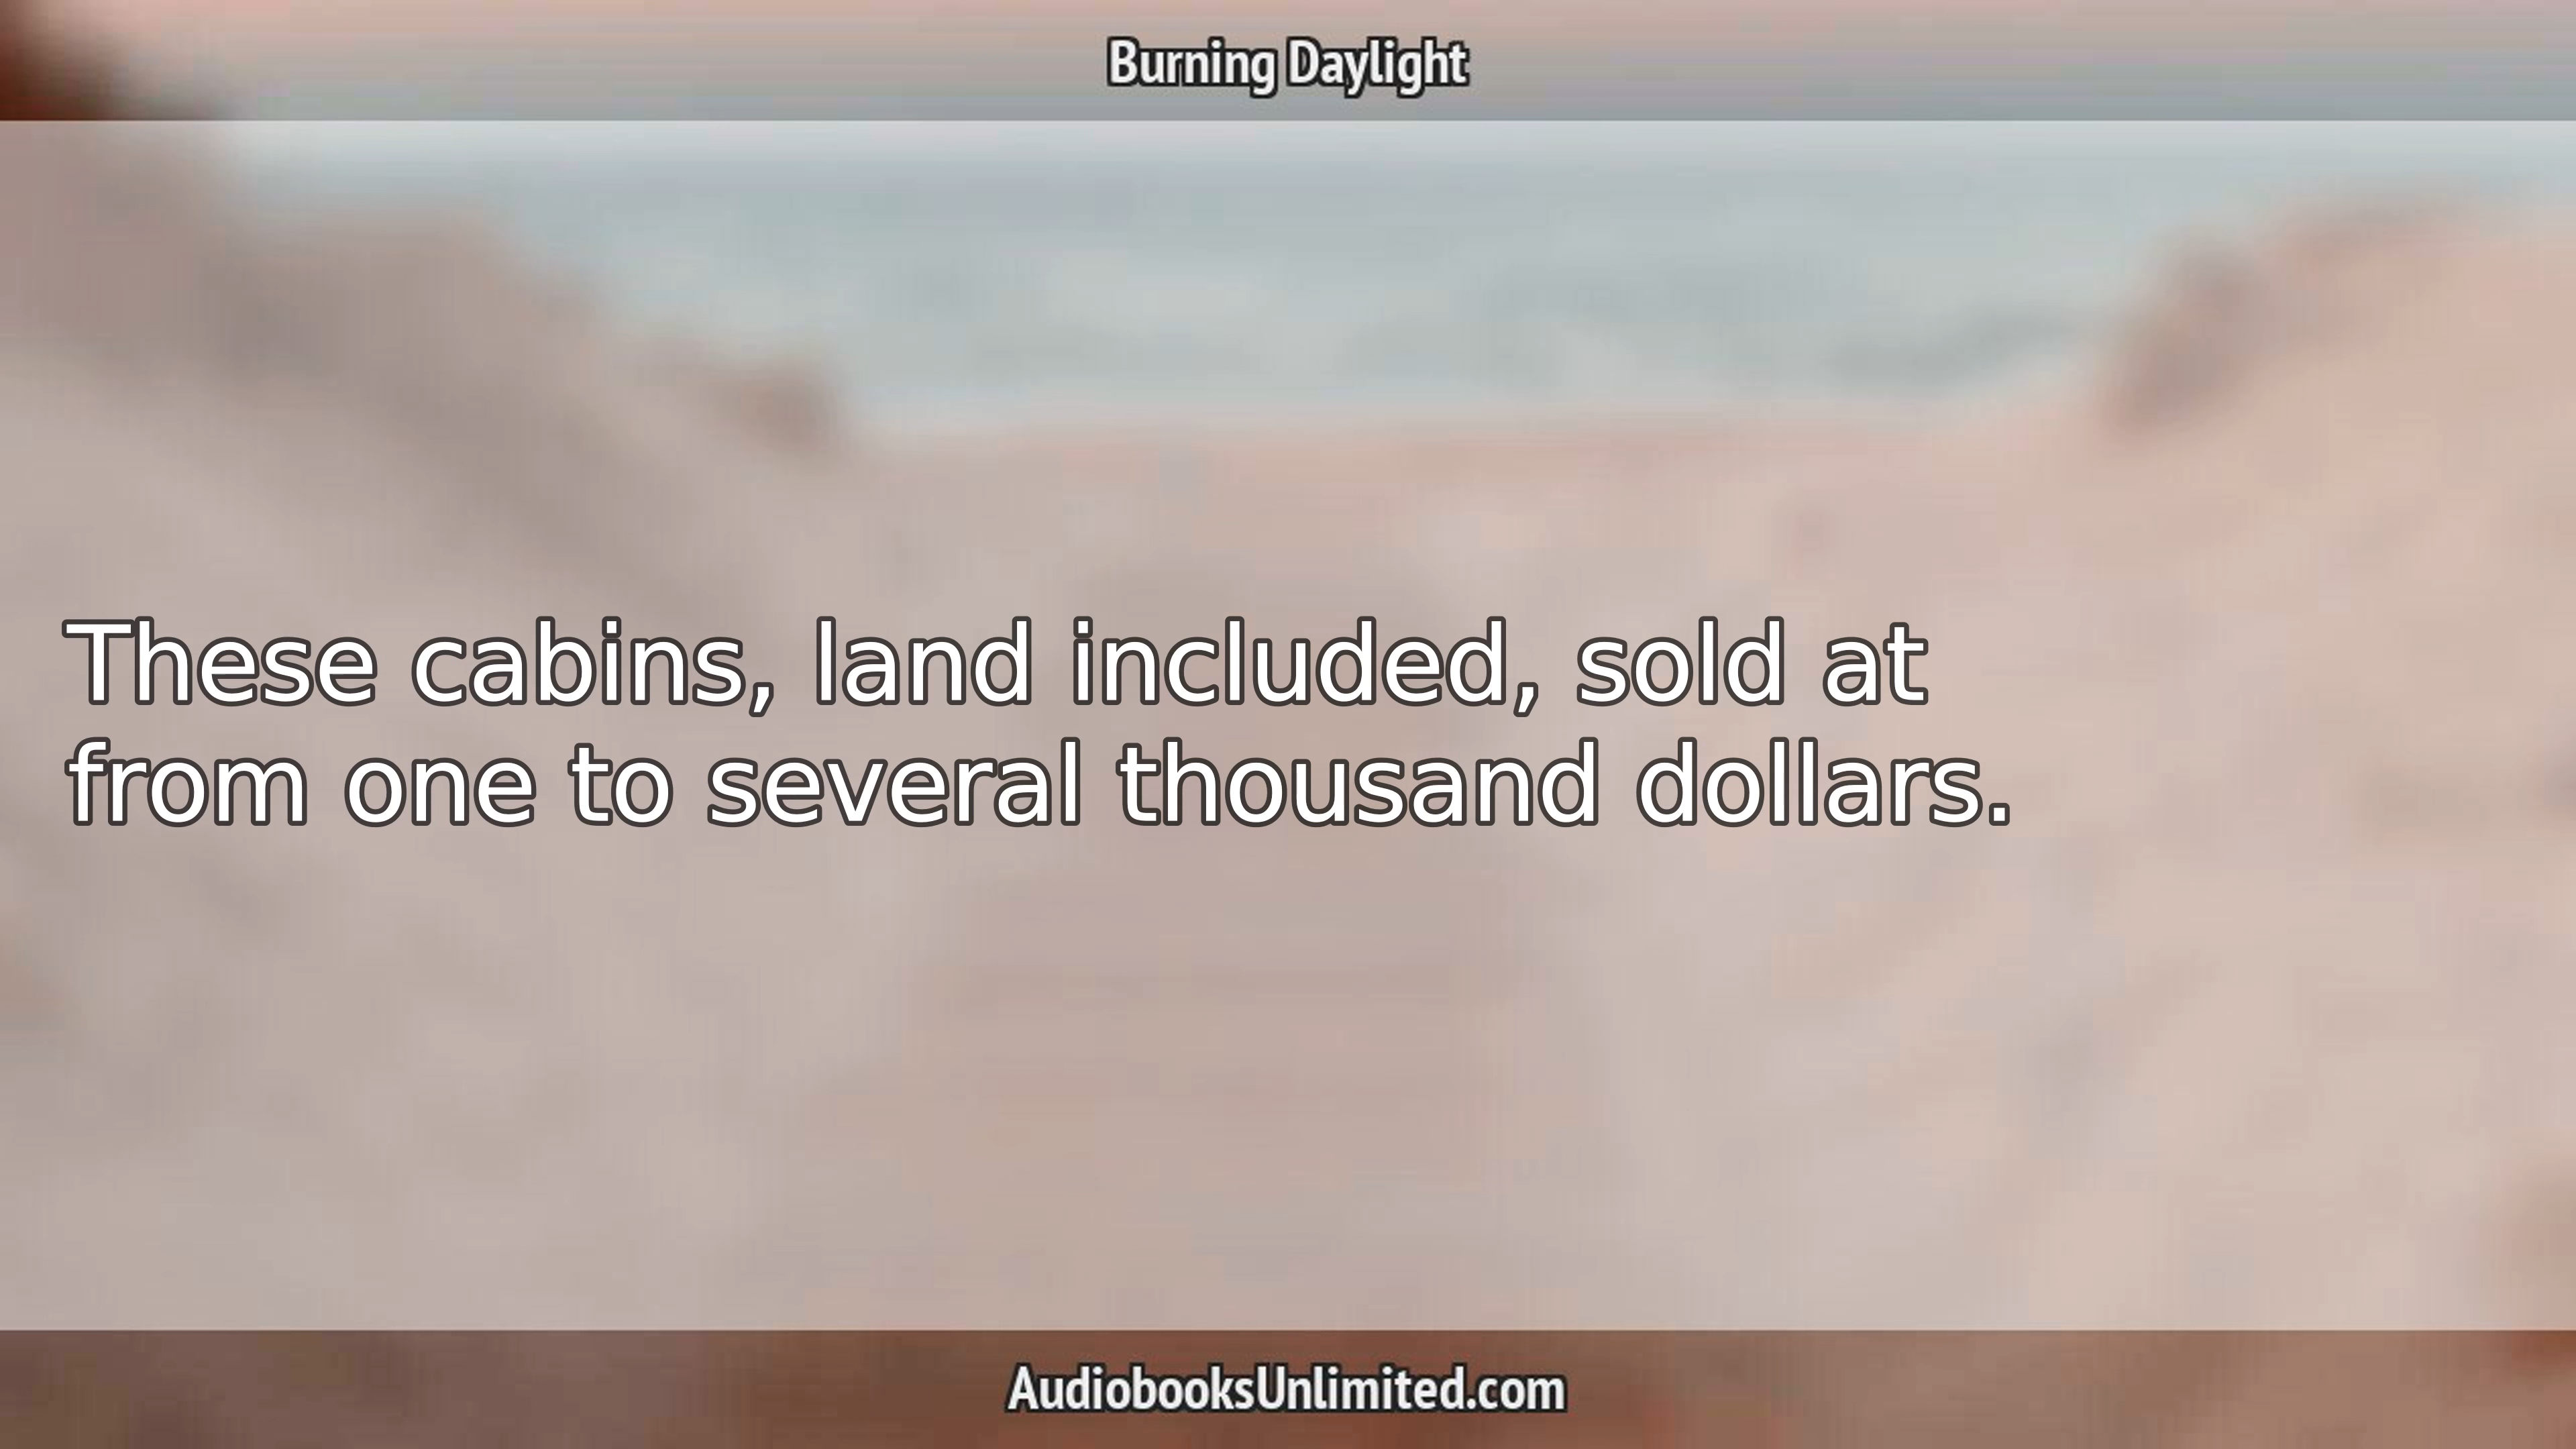 Burning Daylight
These cabins, land included, sold at
from one to several thousand dollars.
AudiobooksUnlimited.com